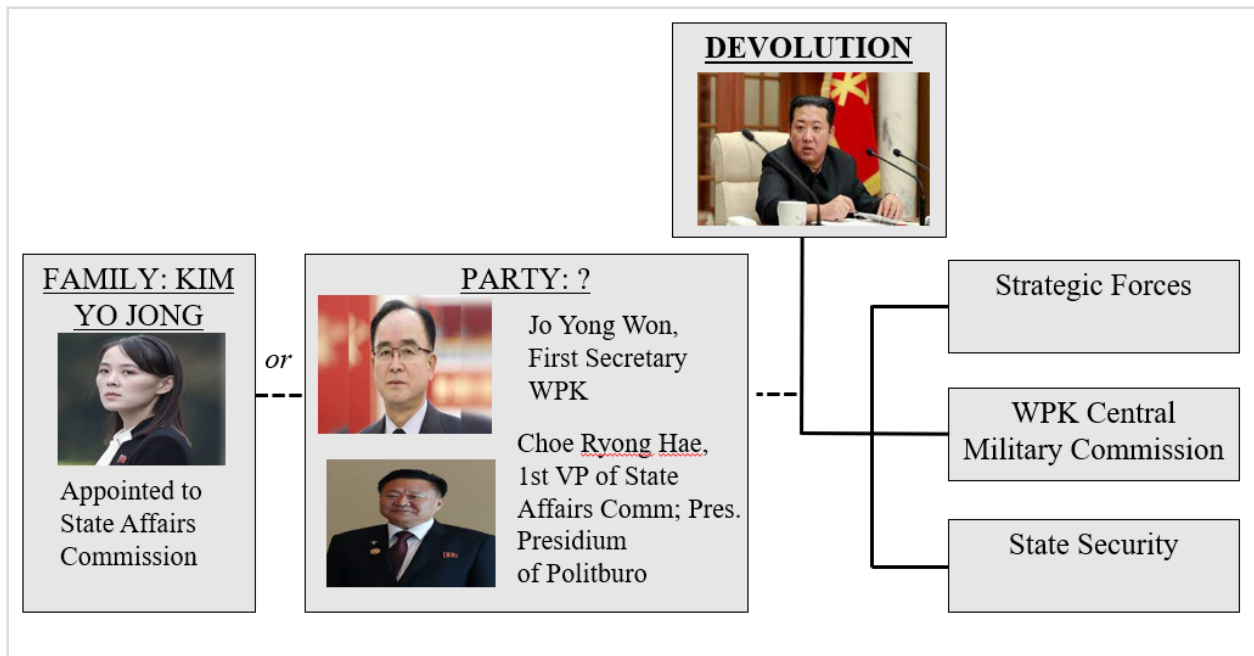 DEVOLUTION
FAMILY: KIM
YO JONG
Appointed to
State Affairs
Commission
or
PARTY: ?
Jo Yong Won,
First Secretary
WPK
Choe Ryong Hae,
1st VP of State
Affairs Comm; Pres.
Presidium
of Politburo
Strategic Forces
WPK Central
Military Commission
State Security